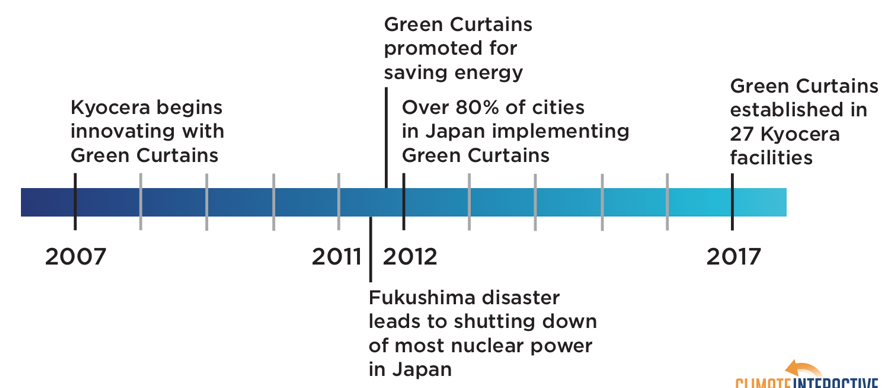 Green Curtains
promoted for
saving energy
Kyocera begins
innovating with
Green Curtains
Over 80% of cities
in Japan implementing
Green Curtains
Green Curtains
established in
27 Kyocera
facilities
2007
2011
2012
2017
Fukushima disaster
leads to shutting down
of most nuclear power
in Japan
CLIMATE INTERACTIVE